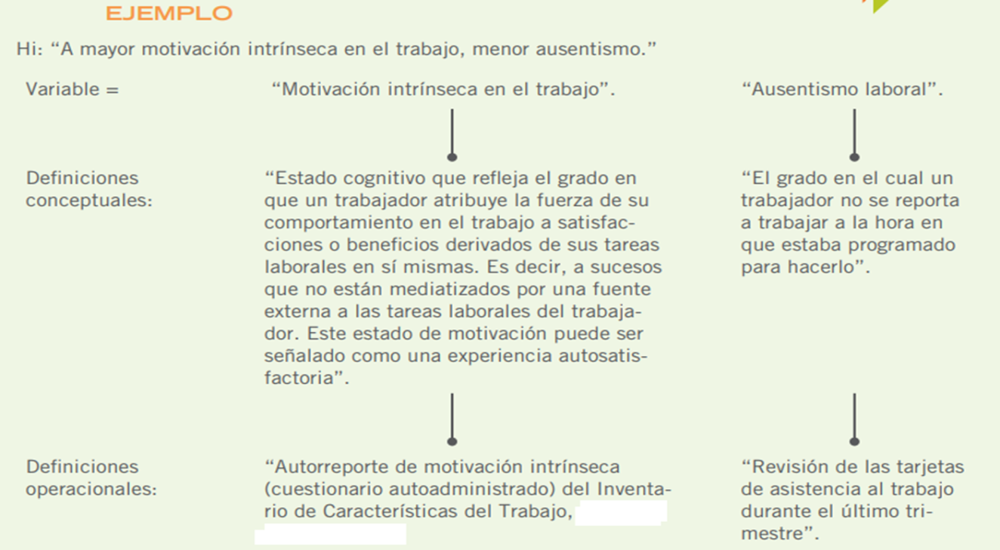 EJEMPLO
Hi: “A mayor motivación intrínseca en el trabajo, menor ausentismo.”
Variable =
“Motivación intrínseca en el trabajo”.
“Ausentismo laboral”.
Definiciones
conceptuales:
“Estado cognitivo que refleja el grado en
que un trabajador atribuye la fuerza de su
comportamiento en el trabajo a satisfac-
ciones o beneficios derivados de sus tareas
laborales en sí mismas. Es decir, a sucesos
que no están mediatizados por una fuente
externa a las tareas laborales del trabaja-
dor. Este estado de motivación puede ser
señalado como una experiencia autosatis-
factoria”.
“El grado en el cual un
trabajador no se reporta
a trabajar a la hora en
que estaba programado
para hacerlo”.
Definiciones
operacionales:
“Autorreporte de motivación intrínseca
(cuestionario autoadministrado) del Inventa-
rio de Características del Trabajo,
“Revisión de las tarjetas
de asistencia al trabajo
durante el último tri-
mestre”.